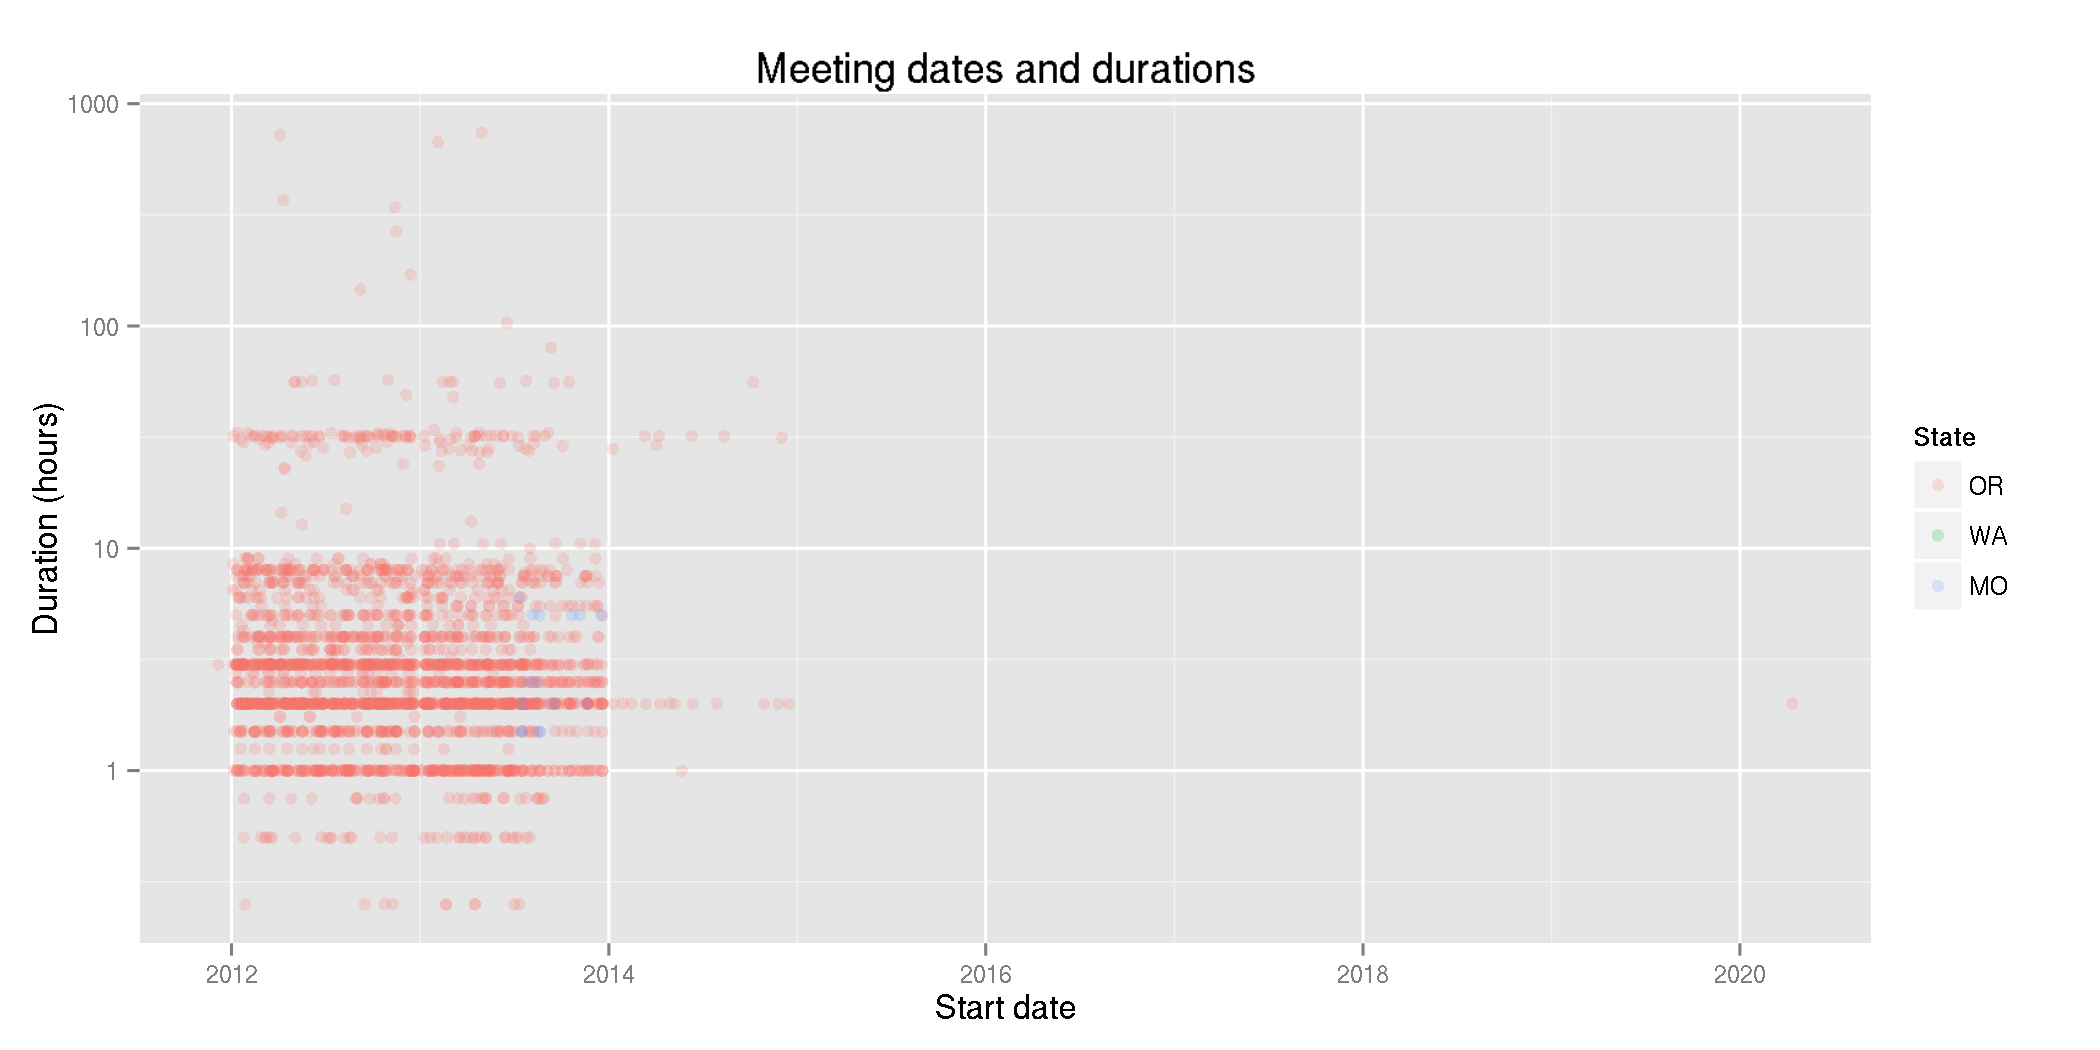 Meeting dates and durations
1000
100
10
1
Duration (hours)
2012
2014
2016
2018
2020
Start date
State
OR
WA
MO